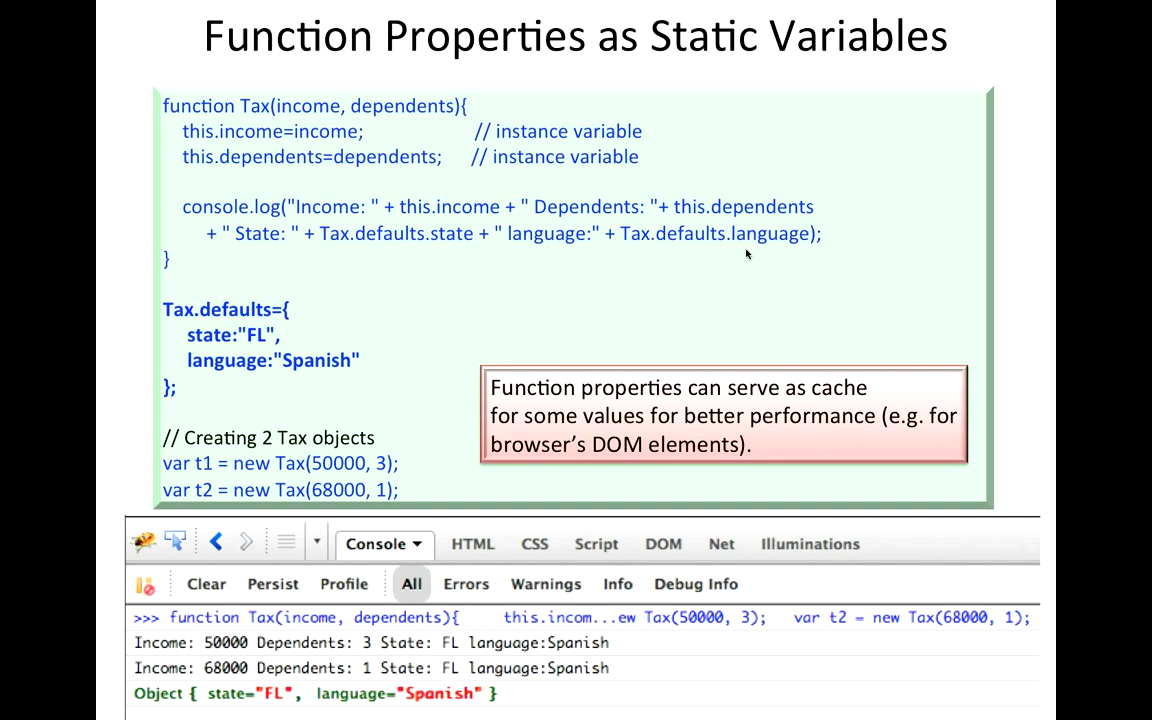 Function Properties as Static Variables
function Tax(income, dependents){
this.income=income; // instance variable
this.dependents=dependents; // instance variable
console.log("Income: " + this.income + " Dependents: "+ this.dependents
+ " State: " + Tax.defaults.state + " language:" + Tax.defaults.language);
}
Tax.defaults={
state:"FL",
language:"Spanish"
};
Function properties can serve as cache
for some values for better performance (e.g. for
browser's DOM elements).
// Creating 2 Tax objects
var t1 = new Tax(50000, 3);
var t2 = new Tax(68000, 1);
Console HTML CSS Script DOM Net Illuminations
Clear Persist Profile All Errors Warnings Info Debug Info
>>> function Tax(income, dependents){ this.incom...ew Tax(50000, 3); var t2 = new Tax(68000, 1);
Income: 50000 Dependents: 3 State: FL language:Spanish
Income: 68000 Dependents: 1 State: FL language:Spanish
Object { state="FL", language="Spanish" }